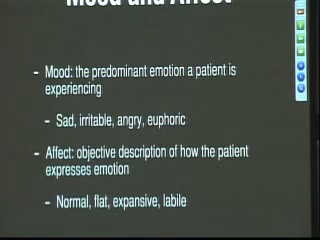 Mood and Affect
- Mood: the predominant emotion a patient is
experiencing
- Sad, irritable, angry, euphoric
- Affect: objective description of how the patient
expresses emotion
- Normal, flat, expansive, labile